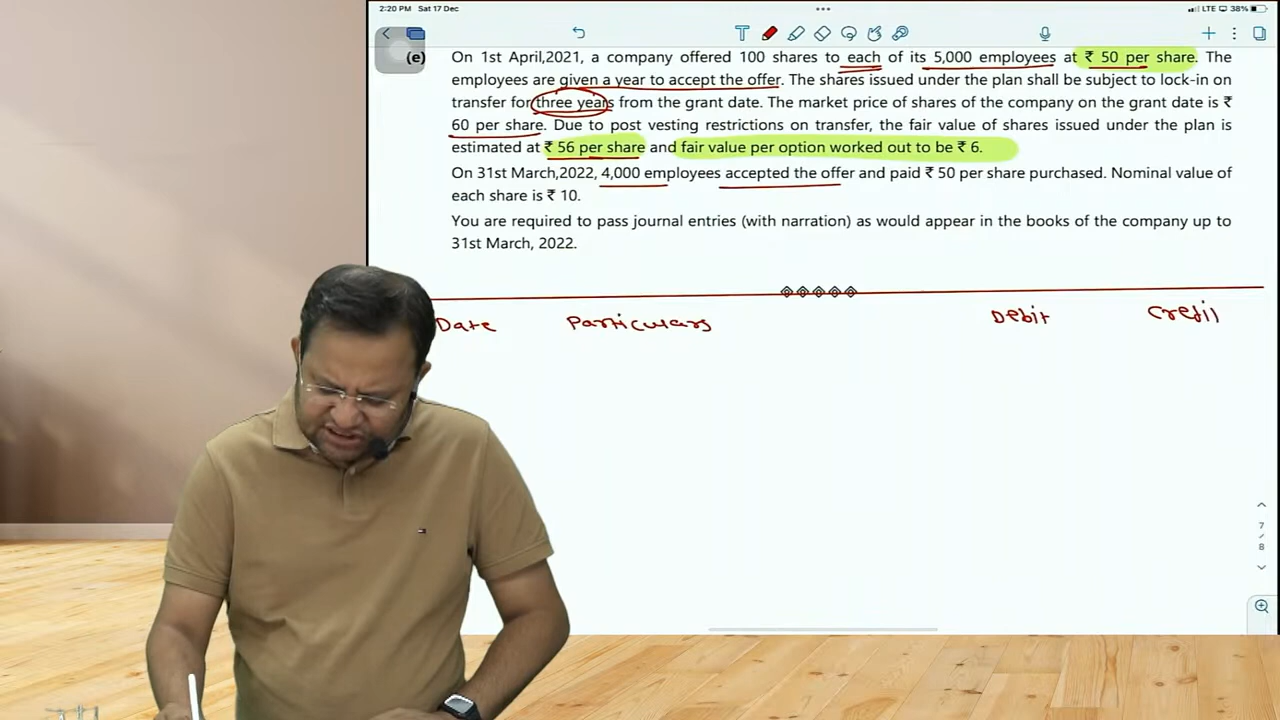 2:20 PM Sat 17 Dec
LTE 38%
(e) On 1st April,2021, a company offered 100 shares to each of its 5,000 employees at ₹ 50 per share. The
employees are given a year to accept the offer. The shares issued under the plan shall be subject to lock-in on
transfer for three years from the grant date. The market price of shares of the company on the grant date is ₹
60 per share. Due to post vesting restrictions on transfer, the fair value of shares issued under the plan is
estimated at ₹ 56 per share and fair value per option worked out to be ₹ 6.
On 31st March,2022, 4,000 employees accepted the offer and paid ₹ 50 per share purchased. Nominal value of
each share is ₹ 10.
You are required to pass journal entries (with narration) as would appear in the books of the company up to
31st March, 2022.
Date Particulars Debit Credit
7
/
8